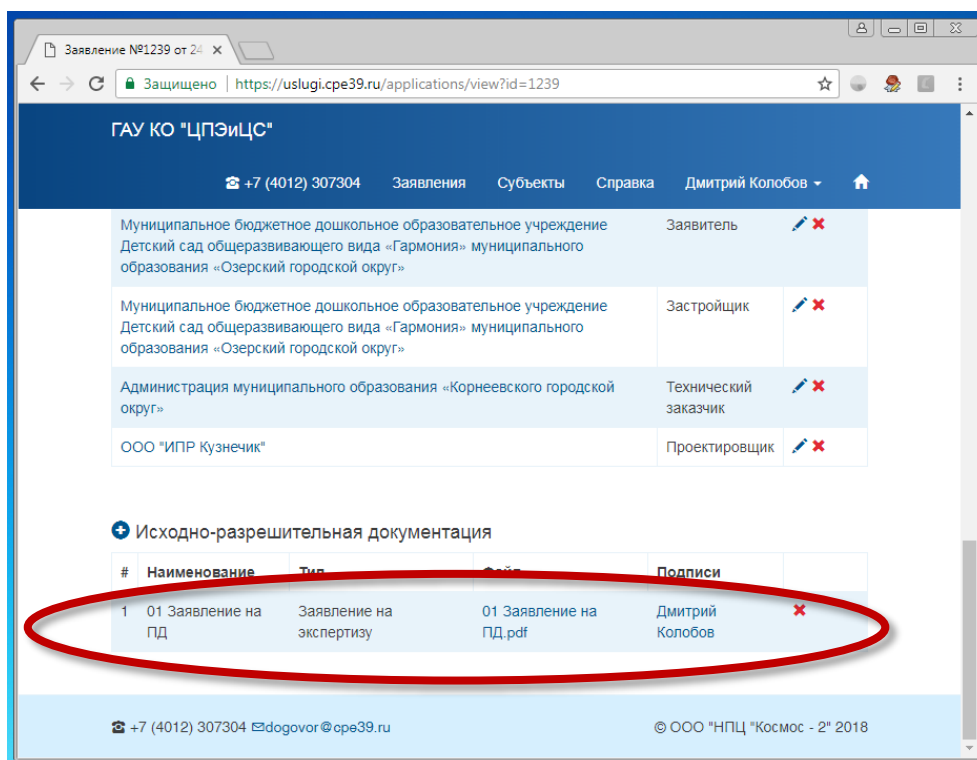 Заявление №1239 от 24
Защищено | https://uslugi.cpe39.ru/applications/view?id=1239
ГАУ КО "ЦПЭиЦС"
+7 (4012) 307304 Заявления Субъекты Справка Дмитрий Колобов
Муниципальное бюджетное дошкольное образовательное учреждение Заявитель
Детский сад общеразвивающего вида «Гармония» муниципального
образования «Озерский городской округ»
Муниципальное бюджетное дошкольное образовательное учреждение Застройщик
Детский сад общеразвивающего вида «Гармония» муниципального
образования «Озерский городской округ»
Администрация муниципального образования «Корнеевского городской Технический
округ» заказчик
ООО "ИПР Кузнечик" Проектировщик
Исходно-разрешительная документация
# Наименование Тип Файл Подписи
1 01 Заявление на Заявление на 01 Заявление на Дмитрий
ПД экспертизу ПД.pdf Колобов
+7 (4012) 307304 dogovor@cpe39.ru © ООО "НПЦ "Космос - 2" 2018